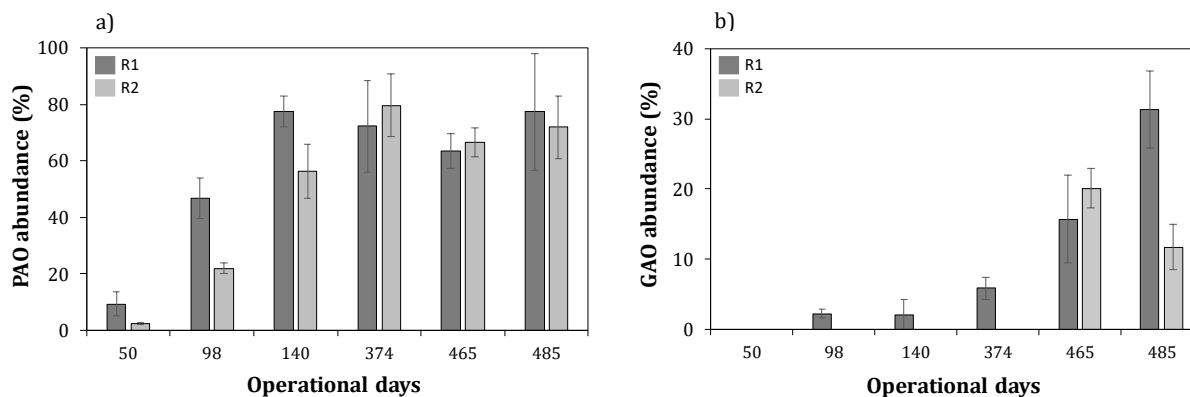 a)
R1
R2
PAO abundance (%)
100
80
60
40
20
0
50 98 140 374 465 485
Operational days
b)
R1
R2
GAO abundance (%)
40
30
20
10
0
50 98 140 374 465 485
Operational days